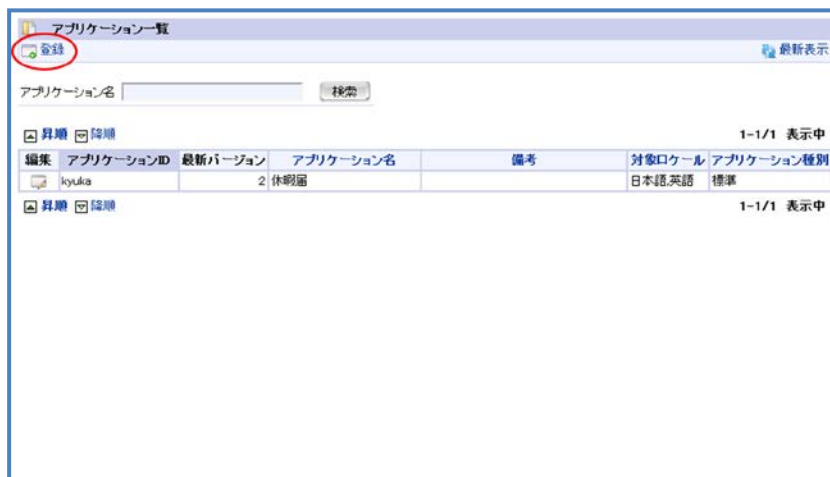 アプリケーション一覧
登録 最新表示
アプリケーション名 検索
昇順 降順 1-1/1 表示中
編集 アプリケーションID 最新バージョン アプリケーション名 備考 対象ロケール アプリケーション種別
kyuka 2 休暇届 日本語,英語 標準
昇順 降順 1-1/1 表示中